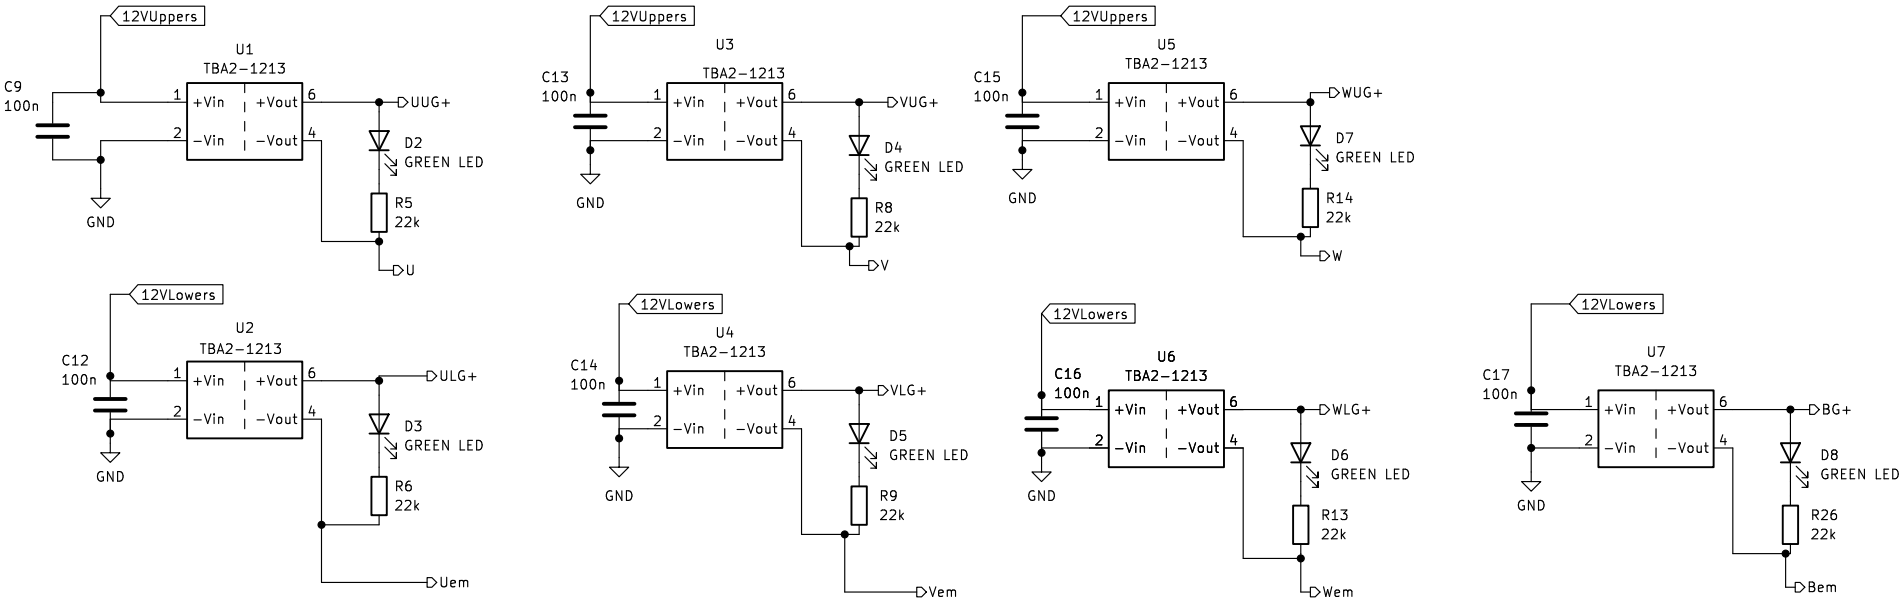 12VUppers
U1
TBA2-1213
C9
100n
1 +Vin +Vout 6
UUG+
2 -Vin -Vout 4
D2
GREEN LED
R5
22k
GND
U
12VUppers
U3
TBA2-1213
C13
100n
1 +Vin +Vout 6
VUG+
2 -Vin -Vout 4
D4
GREEN LED
R8
22k
GND
V
12VUppers
U5
TBA2-1213
C15
100n
1 +Vin +Vout 6
WUG+
2 -Vin -Vout 4
D7
GREEN LED
R14
22k
GND
W
12VLowers
U2
TBA2-1213
C12
100n
1 +Vin +Vout 6
ULG+
2 -Vin -Vout 4
D3
GREEN LED
R6
22k
GND
Uem
12VLowers
U4
TBA2-1213
C14
100n
1 +Vin +Vout 6
VLG+
2 -Vin -Vout 4
D5
GREEN LED
R9
22k
GND
Vem
12VLowers
U6
TBA2-1213
C16
100n
1 +Vin +Vout 6
WLG+
2 -Vin -Vout 4
D6
GREEN LED
R13
22k
GND
Wem
12VLowers
U7
TBA2-1213
C17
100n
1 +Vin +Vout 6
BG+
2 -Vin -Vout 4
D8
GREEN LED
R26
22k
GND
Bem